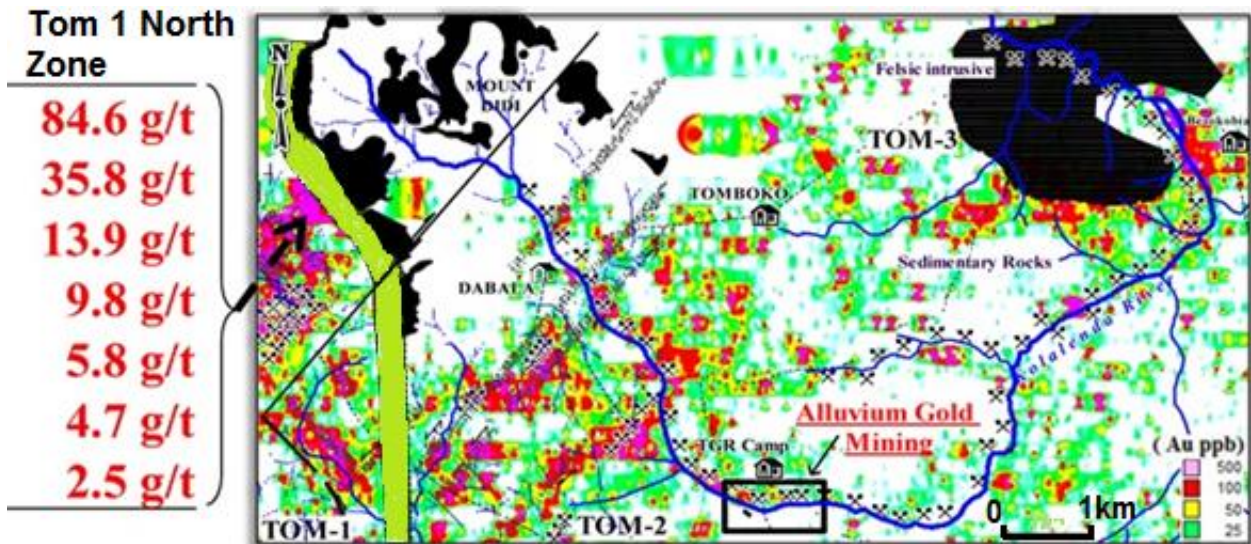 Tom 1 North
Zone
84.6 g/t
35.8 g/t
13.9 g/t
9.8 g/t
5.8 g/t
4.7 g/t
2.5 g/t
N
MOUNT
DIDI
Felsic intrusive
TOM-3
TOMBOKO
Sedimentary Rocks
DABALA
River
Alluvium Gold
Mining
TGR Camp
( Au ppb)
500
100
50
25
0 1km
TOM-1
TOM-2